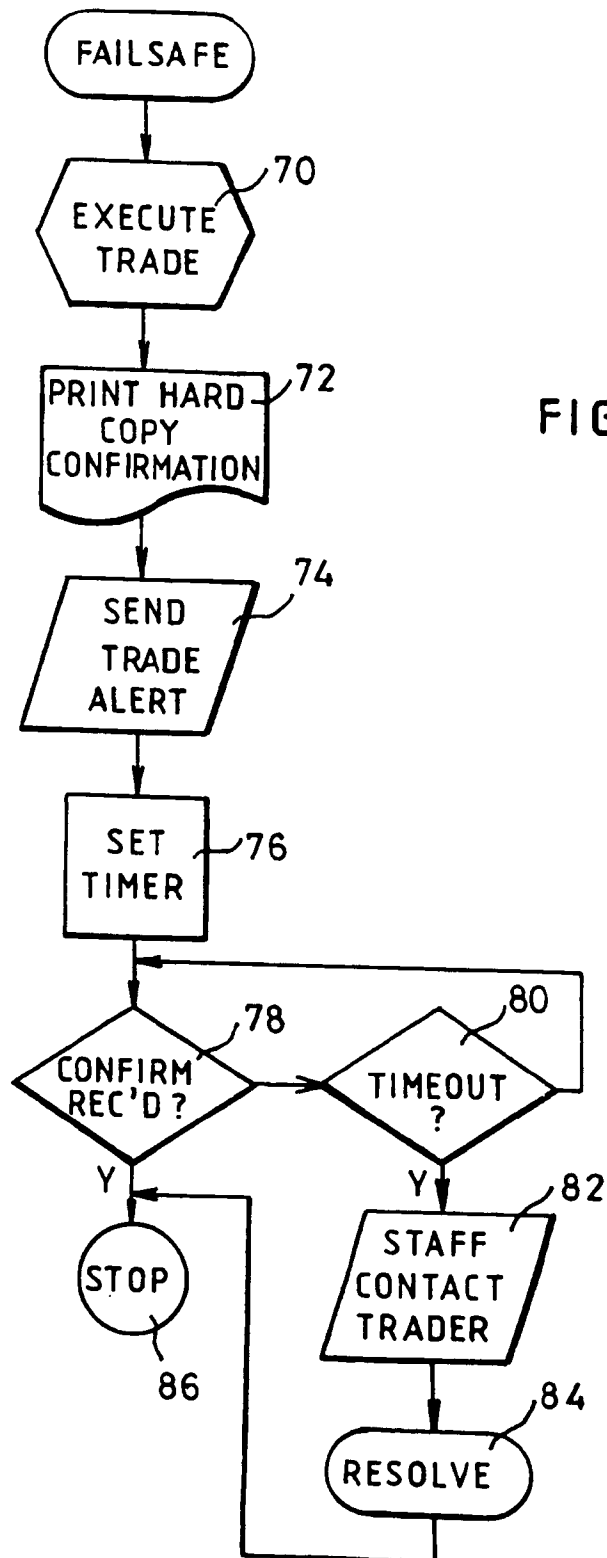 FAILSAFE
70
EXECUTE
TRADE
72
PRINT HARD
COPY
CONFIRMATION
FIG
74
SEND
TRADE
ALERT
SET
TIMER
76
78
CONFIRM
REC'D?
80
TIMEOUT
?
Y
Y
82
STAFF
CONTACT
TRADER
STOP
86
84
RESOLVE